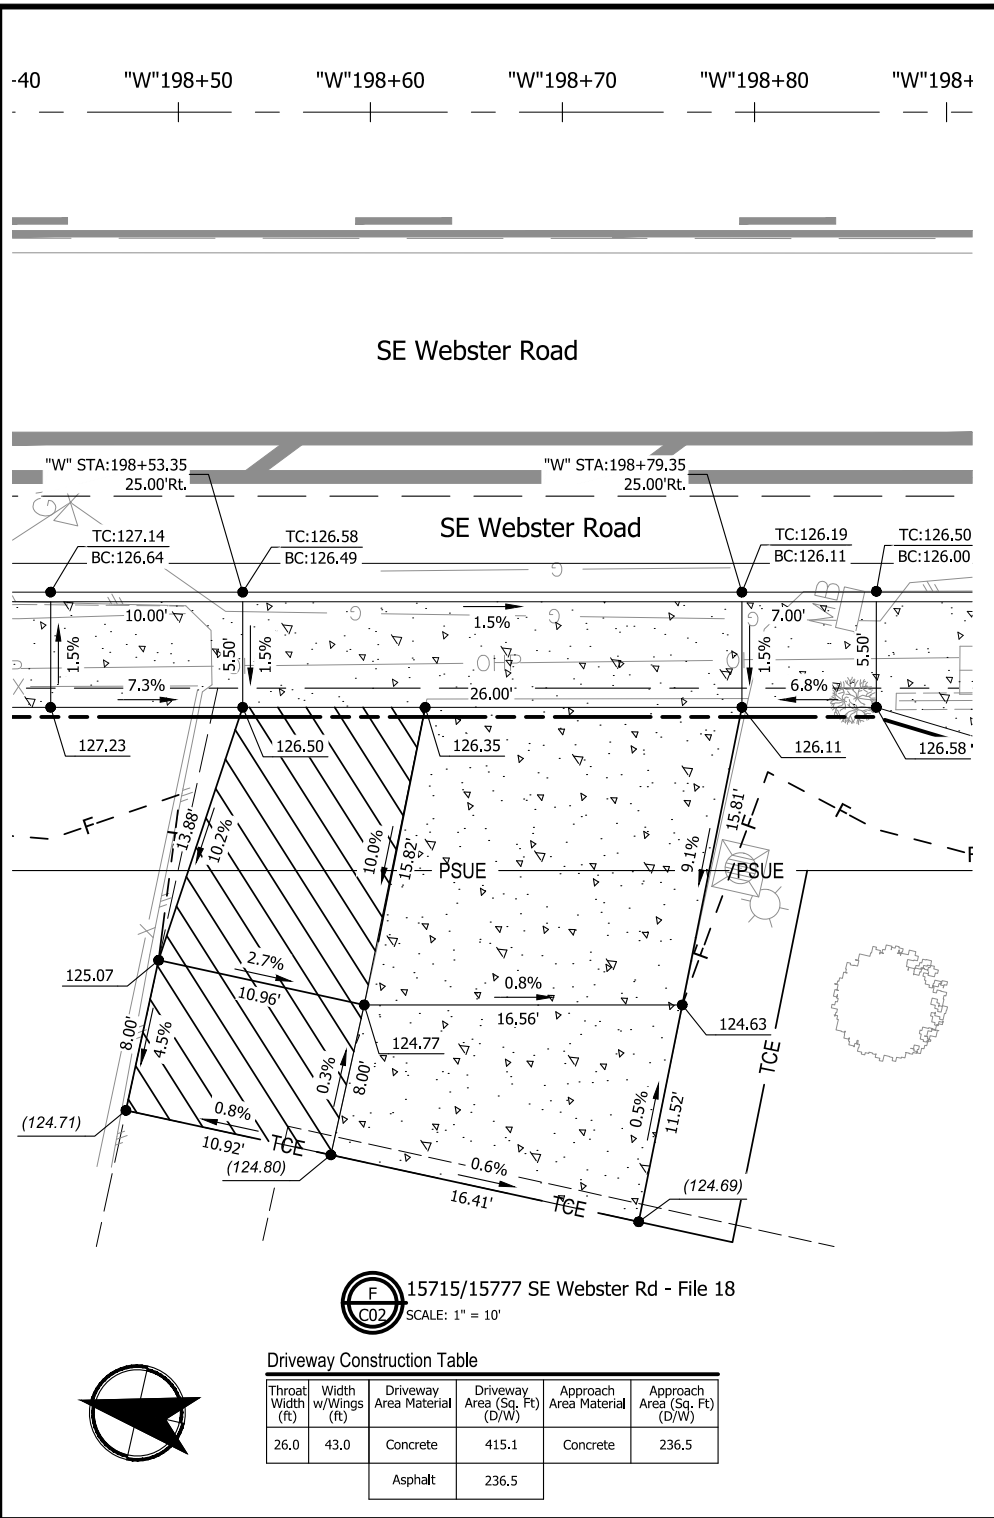 -40 "W"198+50 "W"198+60 "W"198+70 "W"198+80 "W"198+
SE Webster Road
"W" STA:198+53.35
25.00'Rt.
"W" STA:198+79.35
25.00'Rt.
SE Webster Road
G
TC:127.14
BC:126.64
TC:126.58
BC:126.49
TC:126.19
BC:126.11
TC:126.50
BC:126.00
G
MB
10.00'
G
G
1.5%
7.00'
G
1.5%
5.50'
1.5%
OHP
1.5%
5.50'
7.3%
26.00'
6.8%
127.23
126.50
126.35
126.11
126.58
F
13.88'
10.2%
10.0%
15.82'
PSUE
9.1%
15.81'
F
F
F
PSUE
F
125.07
2.7%
10.96'
0.8%
16.56'
124.77
124.63
8.00'
4.5%
0.3%
8.00'
0.5%
11.52'
TCE
(124.71)
0.8%
10.92'
TCE
(124.80)
0.6%
16.41'
TCE
(124.69)
F
C02
15715/15777 SE Webster Rd - File 18
SCALE: 1" = 10'
Driveway Construction Table
Throat Width (ft) Width w/Wings (ft) Driveway Area Material Driveway Area (Sq. Ft) (D/W) Approach Area Material Approach Area (Sq. Ft) (D/W)
26.0 43.0 Concrete 415.1 Concrete 236.5
Asphalt 236.5